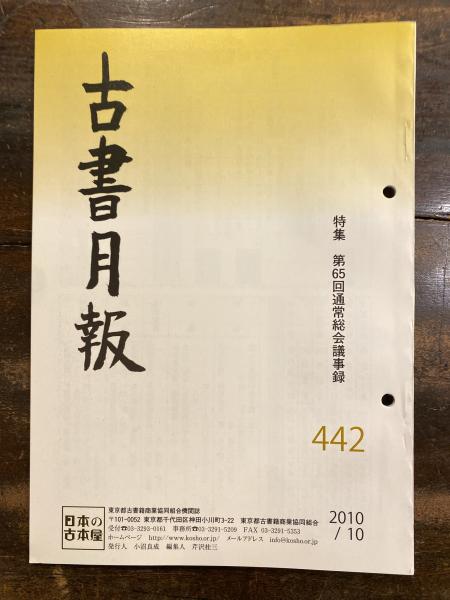 古書月報
特集 第65回通常総会議事録
442
2010
/10
日本の
古本屋
東京都古書籍商業協同組合機関誌
〒101-0052 東京都千代田区神田小川町3-22 東京都古書籍商業協同組合
受付☎03-3293-0161 事務所☎03-3291-5209 FAX 03-3291-5353
ホームページ http://www.kosho.or.jp/ メールアドレス info@kosho.or.jp
発行人 小沼良成 編集人 芹沢桂三